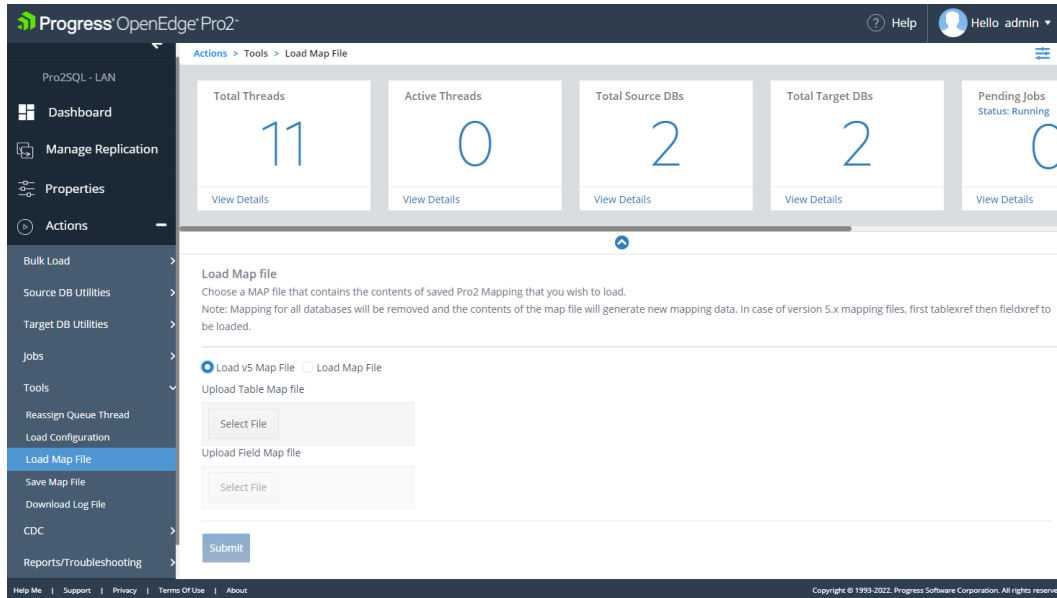 Progress OpenEdge Pro2
Help
Hello admin
Pro2SQL - LAN
Dashboard
Manage Replication
Properties
Actions
Bulk Load
Source DB Utilities
Target DB Utilities
Jobs
Tools
Reassign Queue Thread
Load Configuration
Load Map File
Save Map File
Download Log File
CDC
Reports/Troubleshooting
Actions > Tools > Load Map File
Total Threads
11
View Details
Active Threads
0
View Details
Total Source DBs
2
View Details
Total Target DBs
2
View Details
Pending Jobs
Status: Running
0
View Details
Load Map file
Choose a MAP file that contains the contents of saved Pro2 Mapping that you wish to load.
Note: Mapping for all databases will be removed and the contents of the map file will generate new mapping data. In case of version 5.x mapping files, first tablexref then fieldxref to
be loaded.
Load v5 Map File Load Map File
Upload Table Map file
Select File
Upload Field Map file
Select File
Submit
Help Me | Support | Privacy | Terms Of Use | About
Copyright © 1993-2022. Progress Software Corporation. All rights reserve